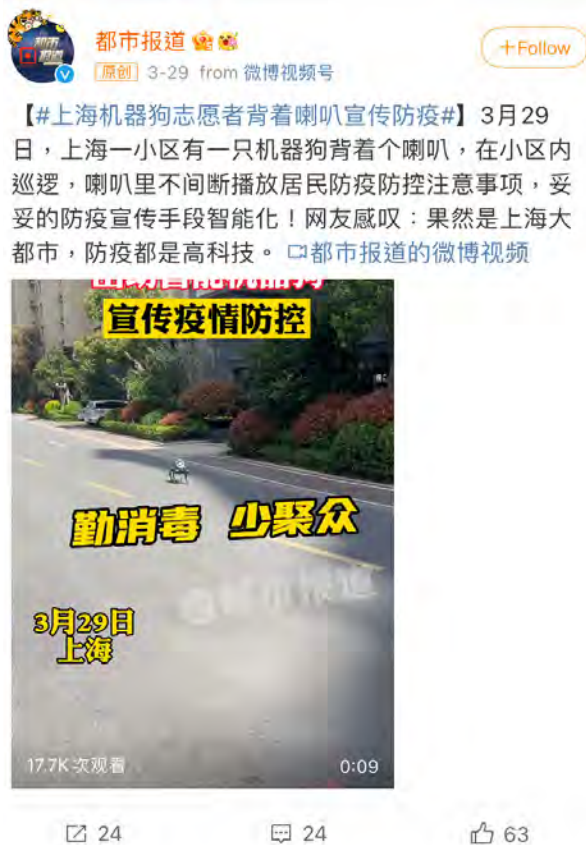 都市报道
+Follow
原创 3-29 from 微博视频号
【#上海机器狗志愿者背着喇叭宣传防疫#】3月29
日，上海一小区有一只机器狗背着个喇叭，在小区内
巡逻，喇叭里不间断播放居民防疫防控注意事项，妥
妥的防疫宣传手段智能化！网友感叹：果然是上海大
都市，防疫都是高科技。 都市报道的微博视频
宣传疫情防控
勤消毒 少聚众
@都市报道
3月29日
上海
17.7K次观看
0:09
24
24
63